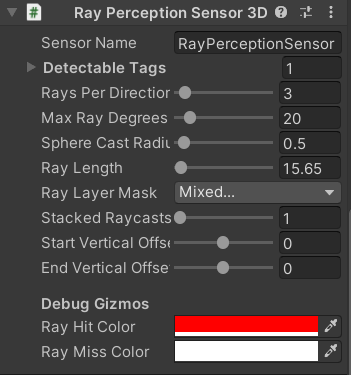 Ray Perception Sensor 3D
Sensor Name RayPerceptionSensor
Detectable Tags 1
Rays Per Direction 3
Max Ray Degrees 20
Sphere Cast Radiu 0.5
Ray Length 15.65
Ray Layer Mask Mixed...
Stacked Raycasts 1
Start Vertical Offse 0
End Vertical Offse 0
Debug Gizmos
Ray Hit Color
Ray Miss Color